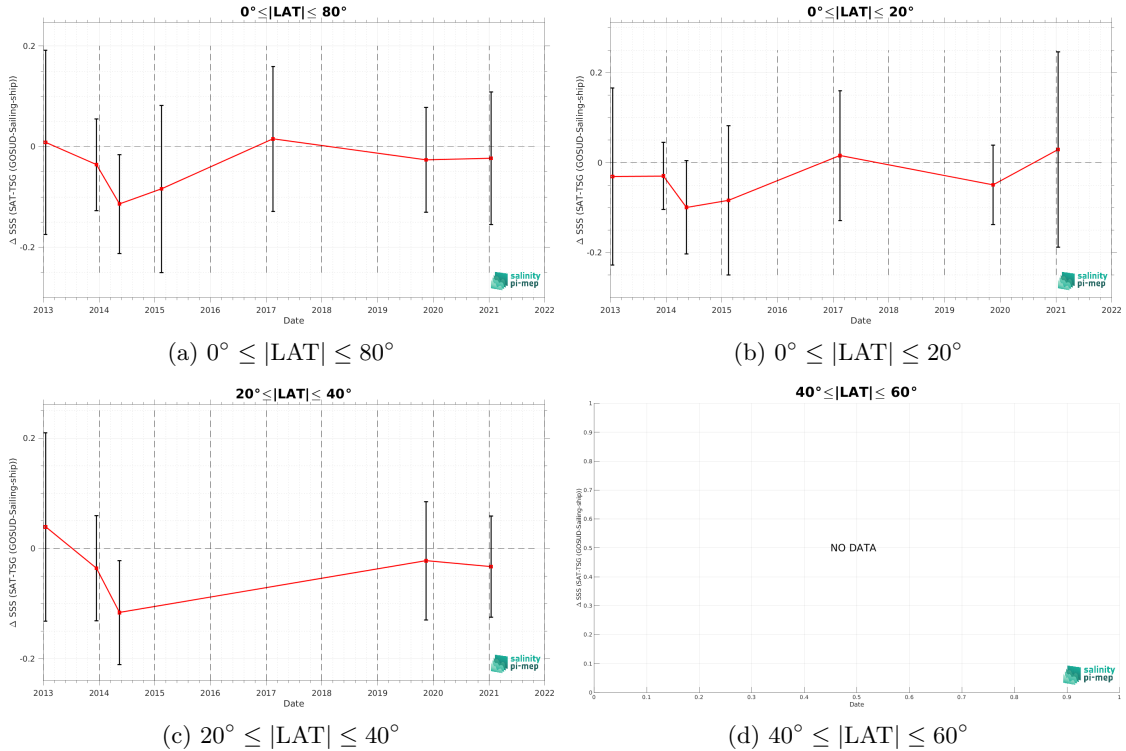 0°≤|LAT|≤ 80°
Δ SSS (SAT-TSG (GOSUD-Sailing-ship))
0.2
0
-0.2
2013 2014 2015 2016 2017 2018 2019 2020 2021 2022
Date
salinity
pi-mep
(a) 0° ≤ |LAT| ≤ 80°
0°≤|LAT|≤ 20°
Δ SSS (SAT-TSG (GOSUD-Sailing-ship))
0.2
0
-0.2
2013 2014 2015 2016 2017 2018 2019 2020 2021 2022
Date
salinity
pi-mep
(b) 0° ≤ |LAT| ≤ 20°
20°≤|LAT|≤ 40°
Δ SSS (SAT-TSG (GOSUD-Sailing-ship))
0.2
0
-0.2
2013 2014 2015 2016 2017 2018 2019 2020 2021 2022
Date
salinity
pi-mep
(c) 20° ≤ |LAT| ≤ 40°
40°≤|LAT|≤ 60°
Δ SSS (SAT-TSG (GOSUD-Sailing-ship))
1
0.9
0.8
0.7
0.6
0.5
0.4
0.3
0.2
0.1
0
NO DATA
0 0.1 0.2 0.3 0.4 0.5 0.6 0.7 0.8 0.9 1
Date
salinity
pi-mep
(d) 40° ≤ |LAT| ≤ 60°